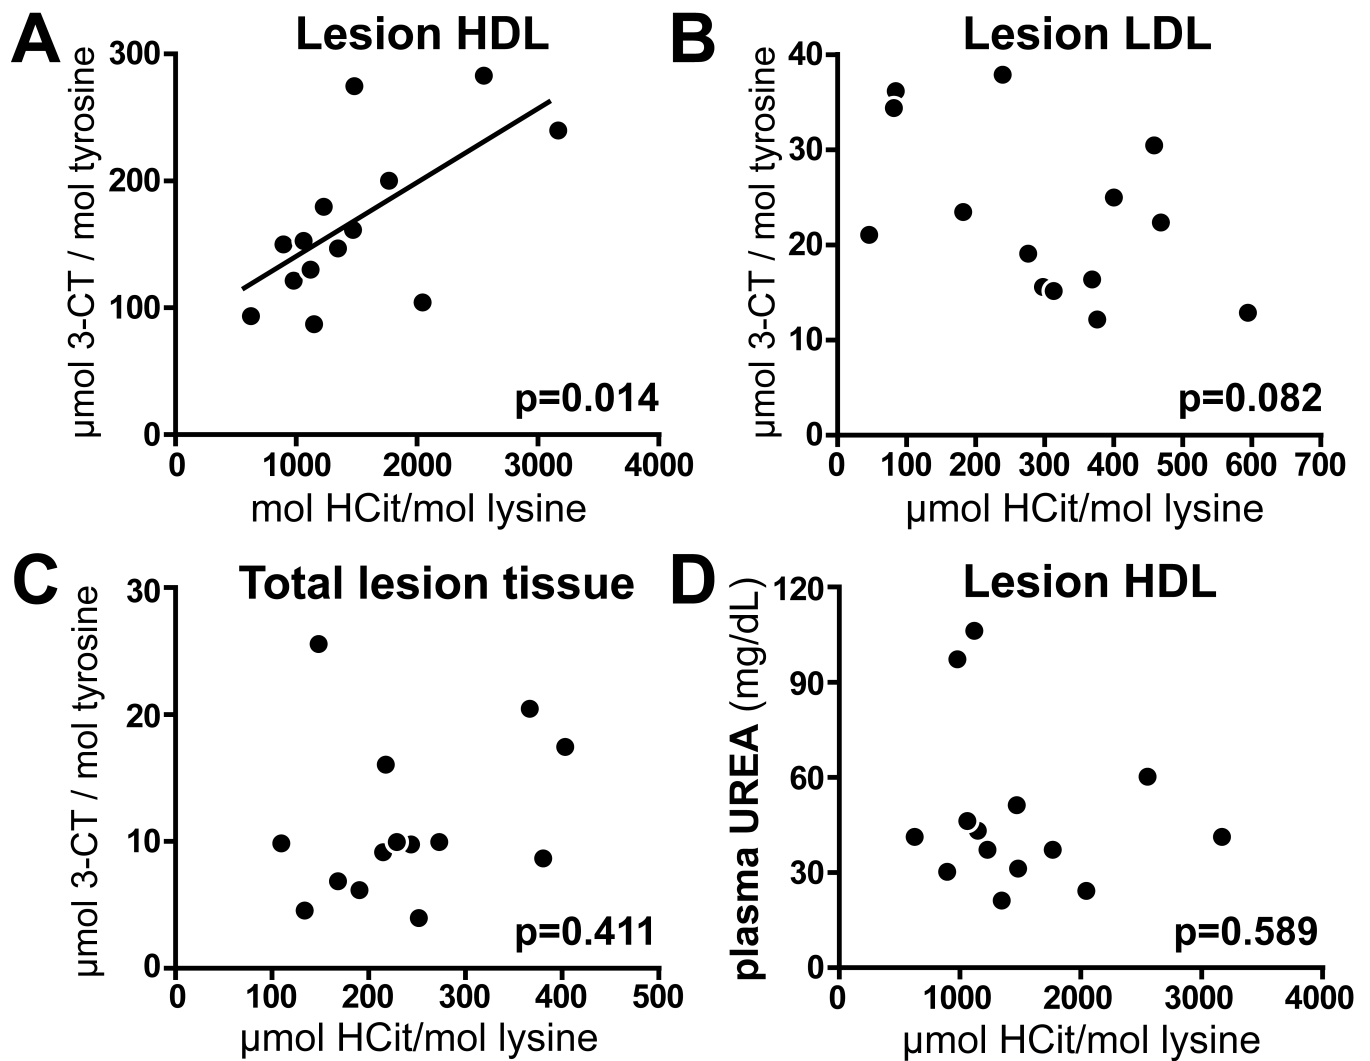 A
Lesion HDL
µmol 3-CT / mol tyrosine
300
200
100
0
p=0.014
0 1000 2000 3000 4000
mol HCit/mol lysine
B
Lesion LDL
µmol 3-CT / mol tyrosine
40
30
20
10
0
p=0.082
0 100 200 300 400 500 600 700
µmol HCit/mol lysine
C
Total lesion tissue
µmol 3-CT / mol tyrosine
30
20
10
0
p=0.411
0 100 200 300 400 500
µmol HCit/mol lysine
D
Lesion HDL
plasma UREA (mg/dL)
120
90
60
30
0
p=0.589
0 1000 2000 3000 4000
µmol HCit/mol lysine